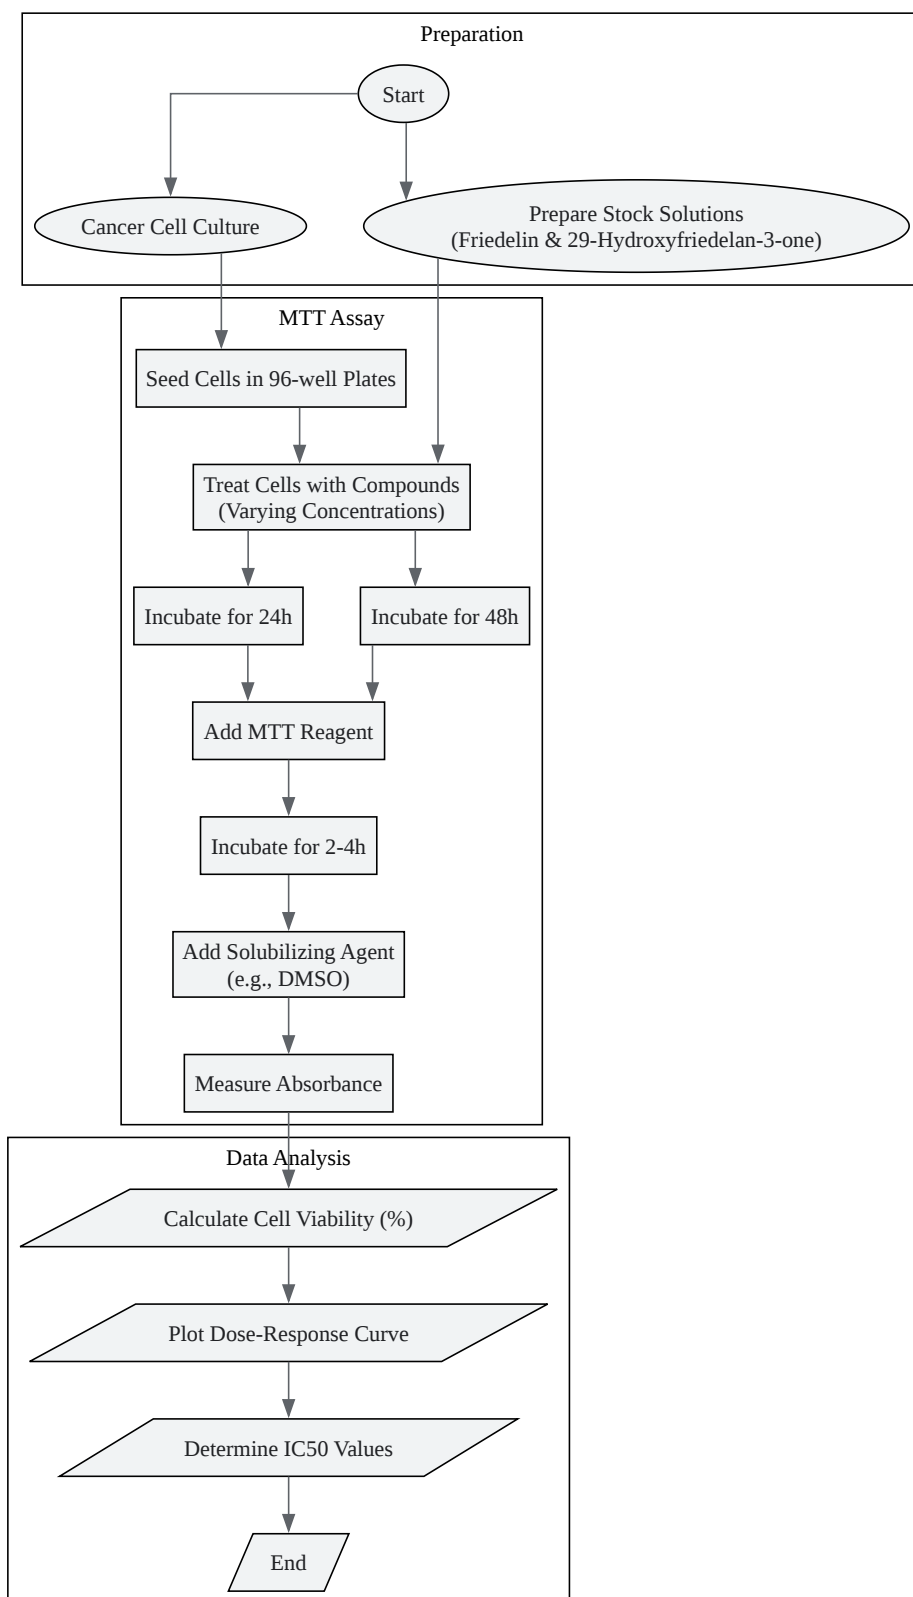 Preparation
Start
Cancer Cell Culture
Prepare Stock Solutions
(Friedelin & 29-Hydroxyfriedelan-3-one)
MTT Assay
Seed Cells in 96-well Plates
Treat Cells with Compounds
(Varying Concentrations)
Incubate for 24h
Incubate for 48h
Add MTT Reagent
Incubate for 2-4h
Add Solubilizing Agent
(e.g., DMSO)
Measure Absorbance
Data Analysis
Calculate Cell Viability (%)
Plot Dose-Response Curve
Determine IC50 Values
End